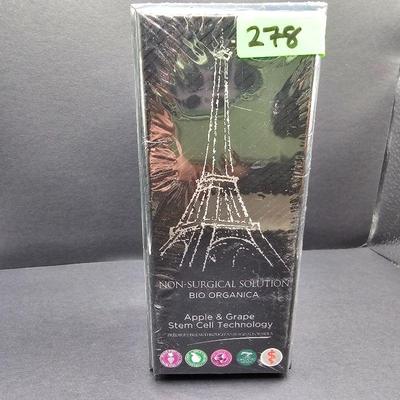 278
NON-SURGICAL SOLUTION
BIO ORGANICA
Apple & Grape
Stem Cell Technology